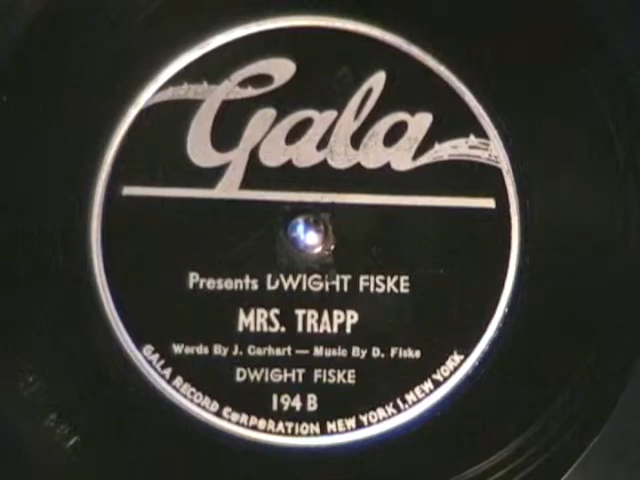 Gala
Presents DWIGHT FISKE
MRS. TRAPP
Words By J. Carhart — Music By D. Fiske
DWIGHT FISKE
194 B
GALA RECORD CORPORATION NEW YORK 1, NEW YORK